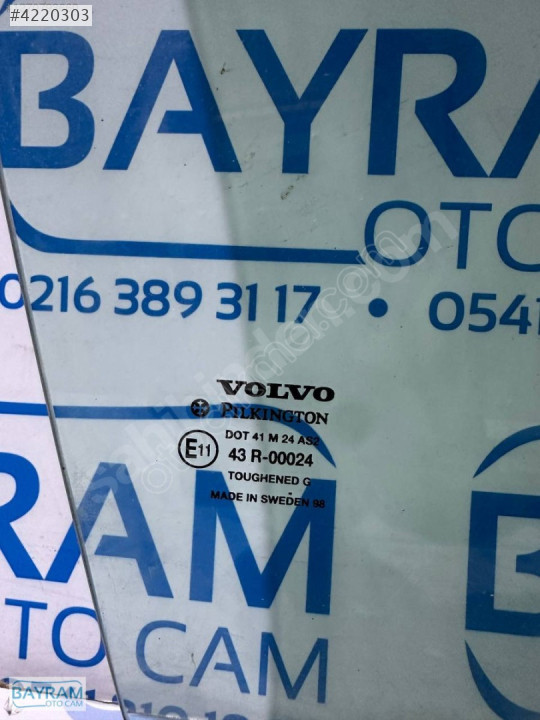 #4220303
BAYRA
OTO
0216 389 31 17 • 0541
VOLVO
PILKINGTON
DOT 41 M 24 AS2
E11 43 R-00024
TOUGHENED G
MADE IN SWEDEN 98
RAM
OTO CAM
BAYRAM
OTO CAM